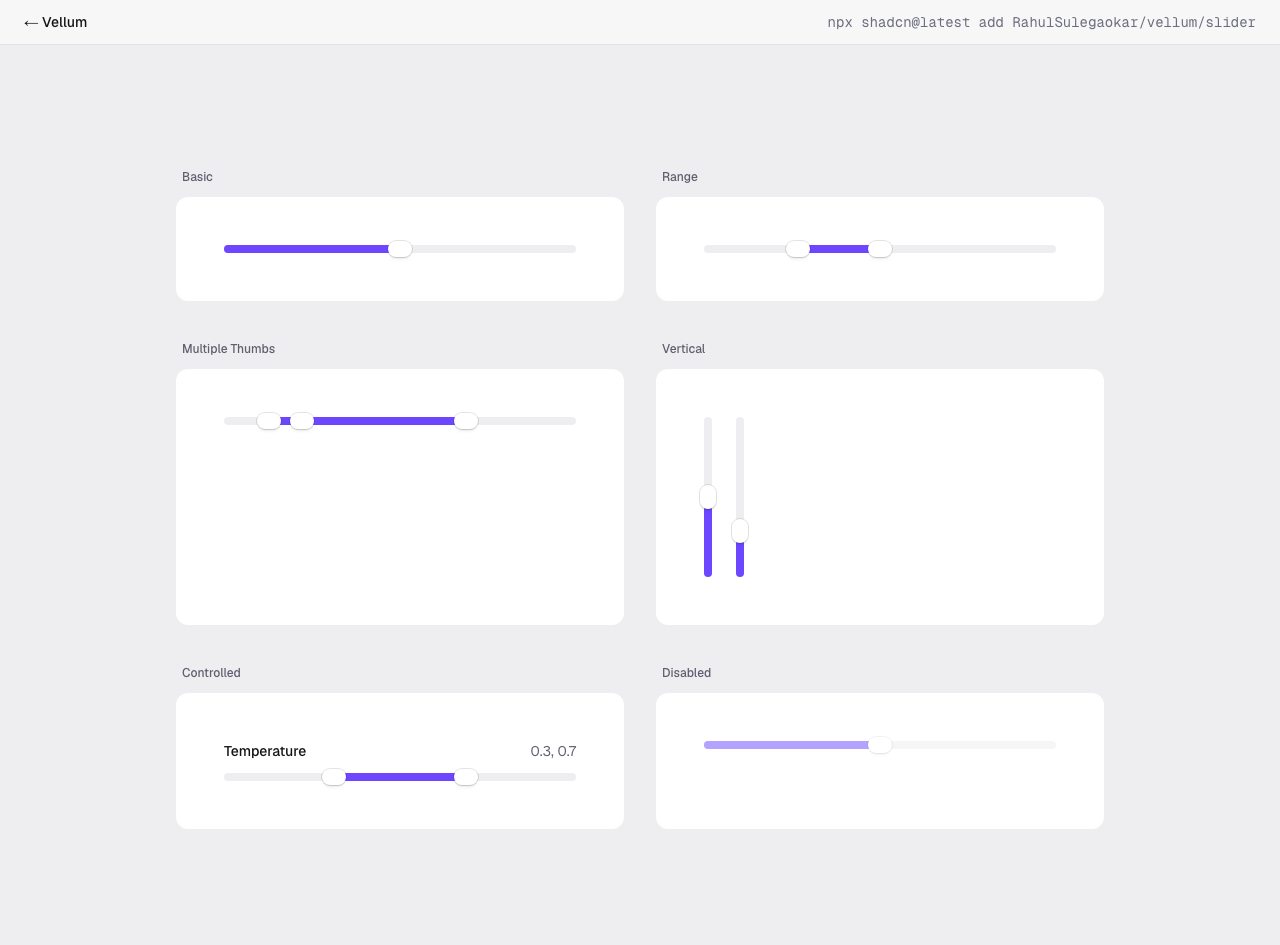 ← Vellum
npx shadcn@latest add RahulSulegaokar/vellum/slider
Basic
Range
Multiple Thumbs
Vertical
Controlled
Disabled
Temperature
0.3, 0.7